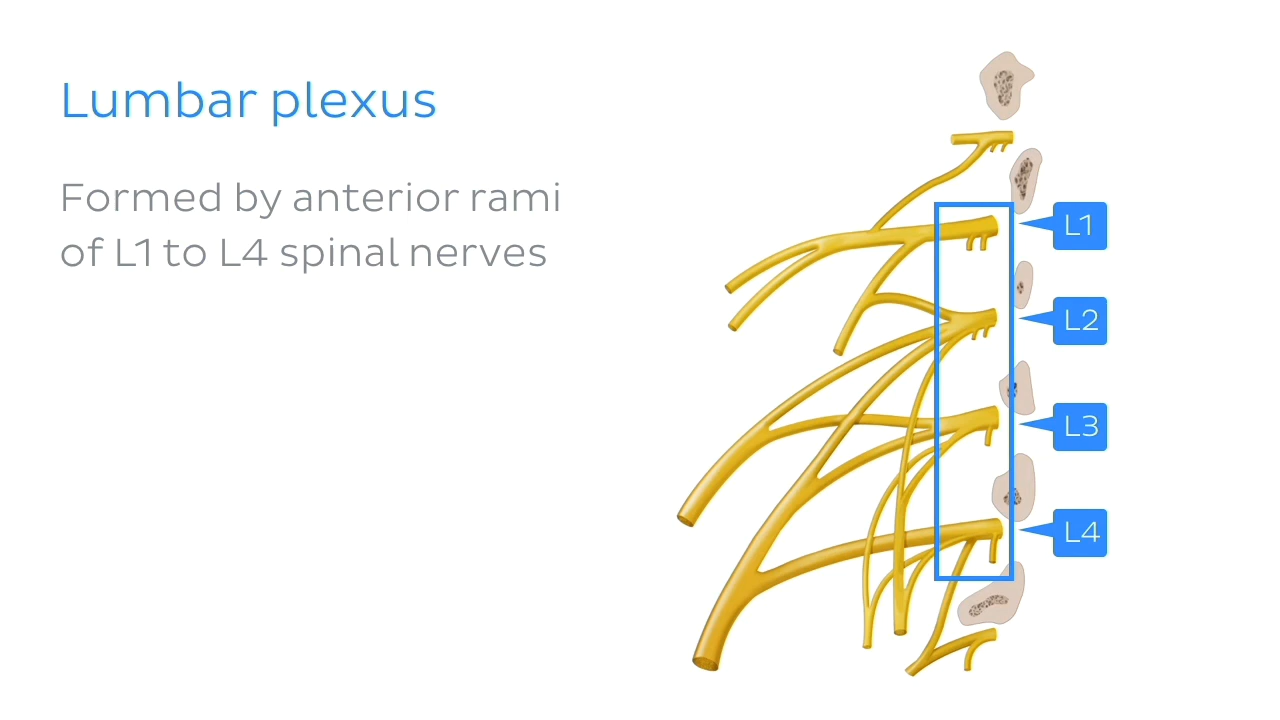 Lumbar plexus
Formed by anterior rami
of L1 to L4 spinal nerves
L1
L2
L3
L4